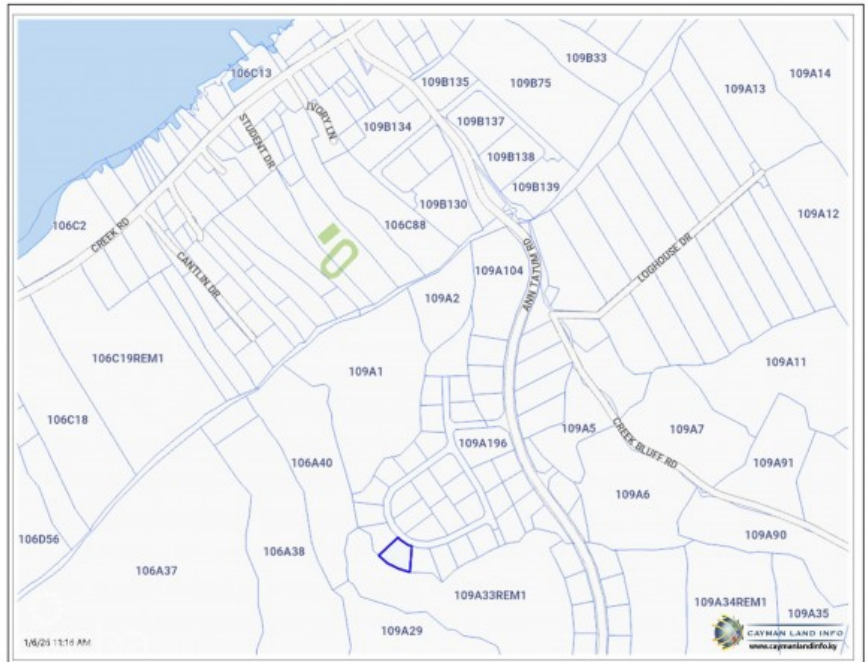 106C13
109B135
109B33
109B75
109A14
109A13
IVORY LN
STUDENT DR
109B134
109B137
109B138
109B139
109B130
106C2
CREEK RD
106C88
109A12
CANTLIN DR
ANN TATUM RD
LOGHOUSE DR
109A104
109A2
106C19REM1
109A1
109A11
106C18
109A196
109A5
109A7
CREEK BLUFF RD
106A40
109A91
109A6
106D56
106A37
106A38
109A90
109A33REM1
109A34REM1
109A35
109A29
11:16 AM
CAYMAN LAND INFO
www.caymanlandinfo.ky